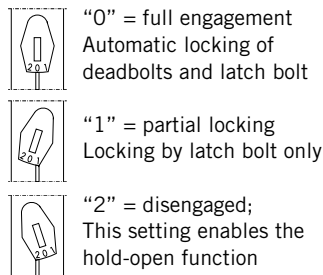 2 0 1
“0” = full engagement
Automatic locking of
deadbolts and latch bolt
2 0 1
“1” = partial locking
Locking by latch bolt only
2 0 1
“2” = disengaged;
This setting enables the
hold-open function